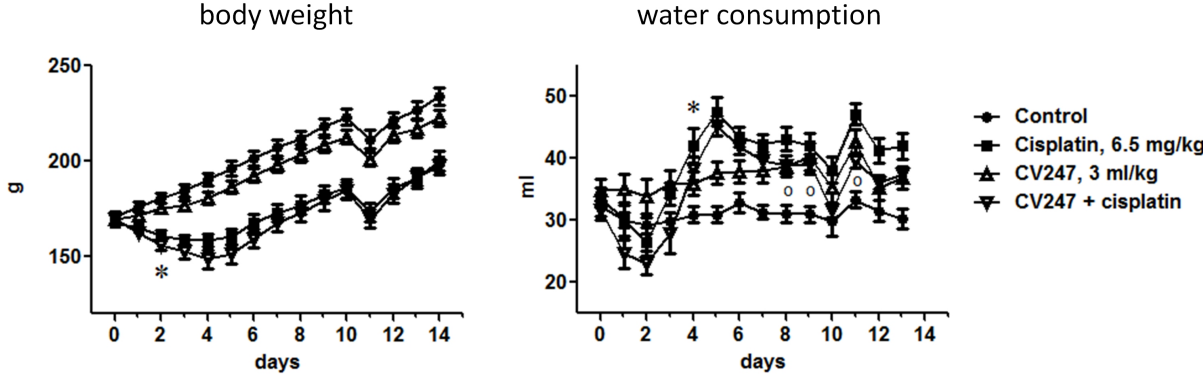 body weight
water consumption
250
200
150
g
*
0 2 4 6 8 10 12 14
days
50
40
30
20
ml
*
o o o
0 2 4 6 8 10 12 14
days
Control
Cisplatin, 6.5 mg/kg
CV247, 3 ml/kg
CV247 + cisplatin